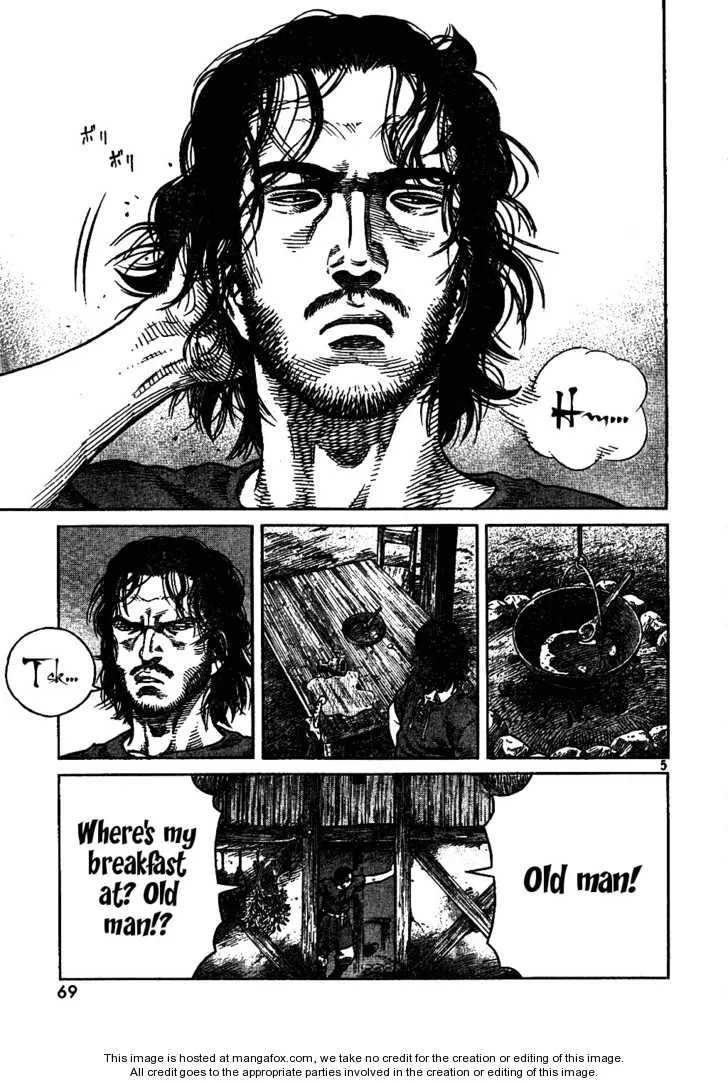 ボリ
ボリ
Hm...
Tsk...
5
Old man!
Where's my
breakfast
at? Old
man!?
69
This image is hosted at mangafox.com, we take no credit for the creation or editing of this image.
All credit goes to the appropriate parties involved in the creation or editing of this image.